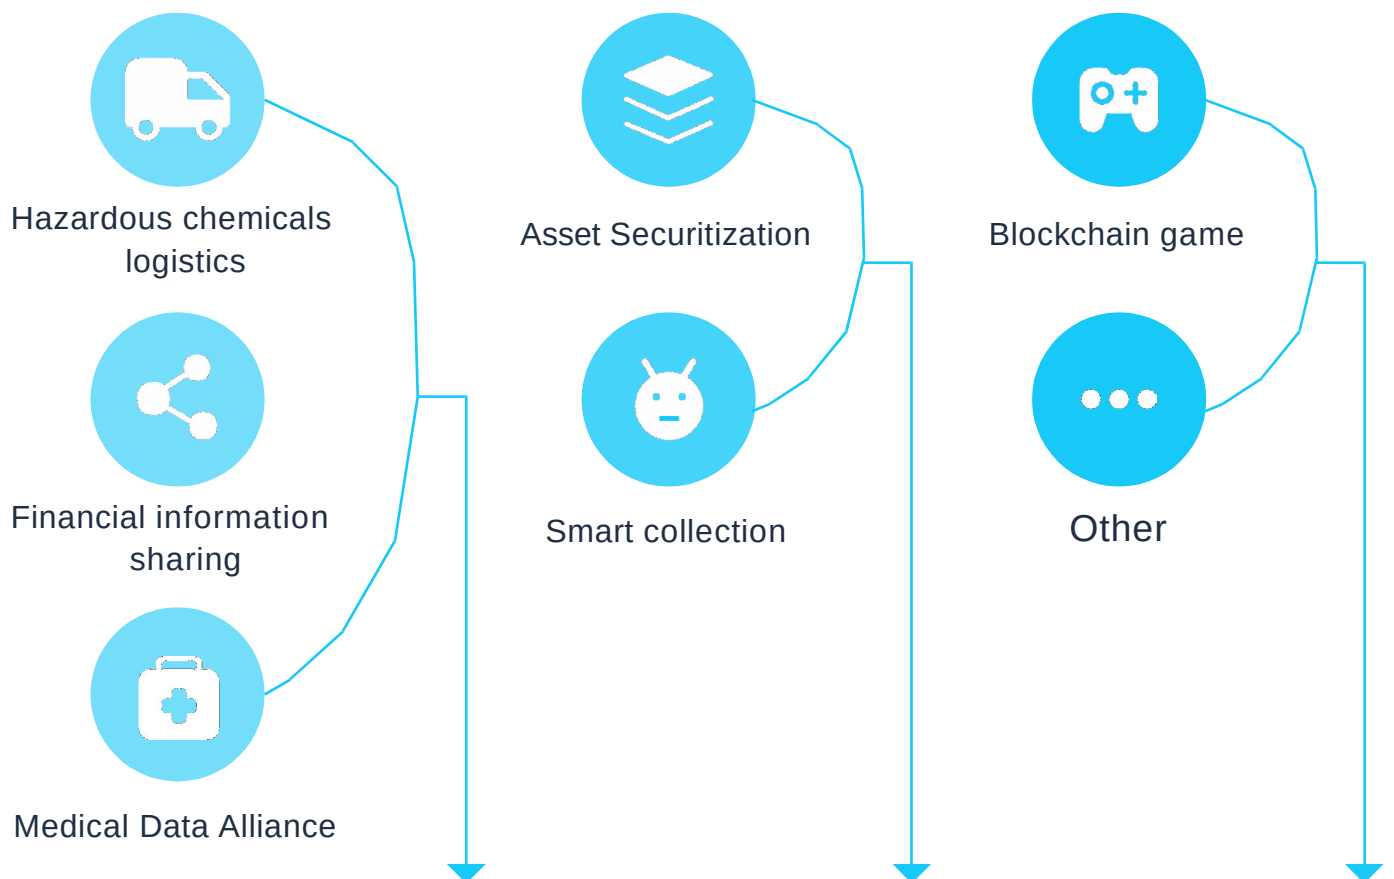 Hazardous chemicals
logistics
Financial information
sharing
Medical Data Alliance
Asset Securitization
Smart collection
Blockchain game
Other